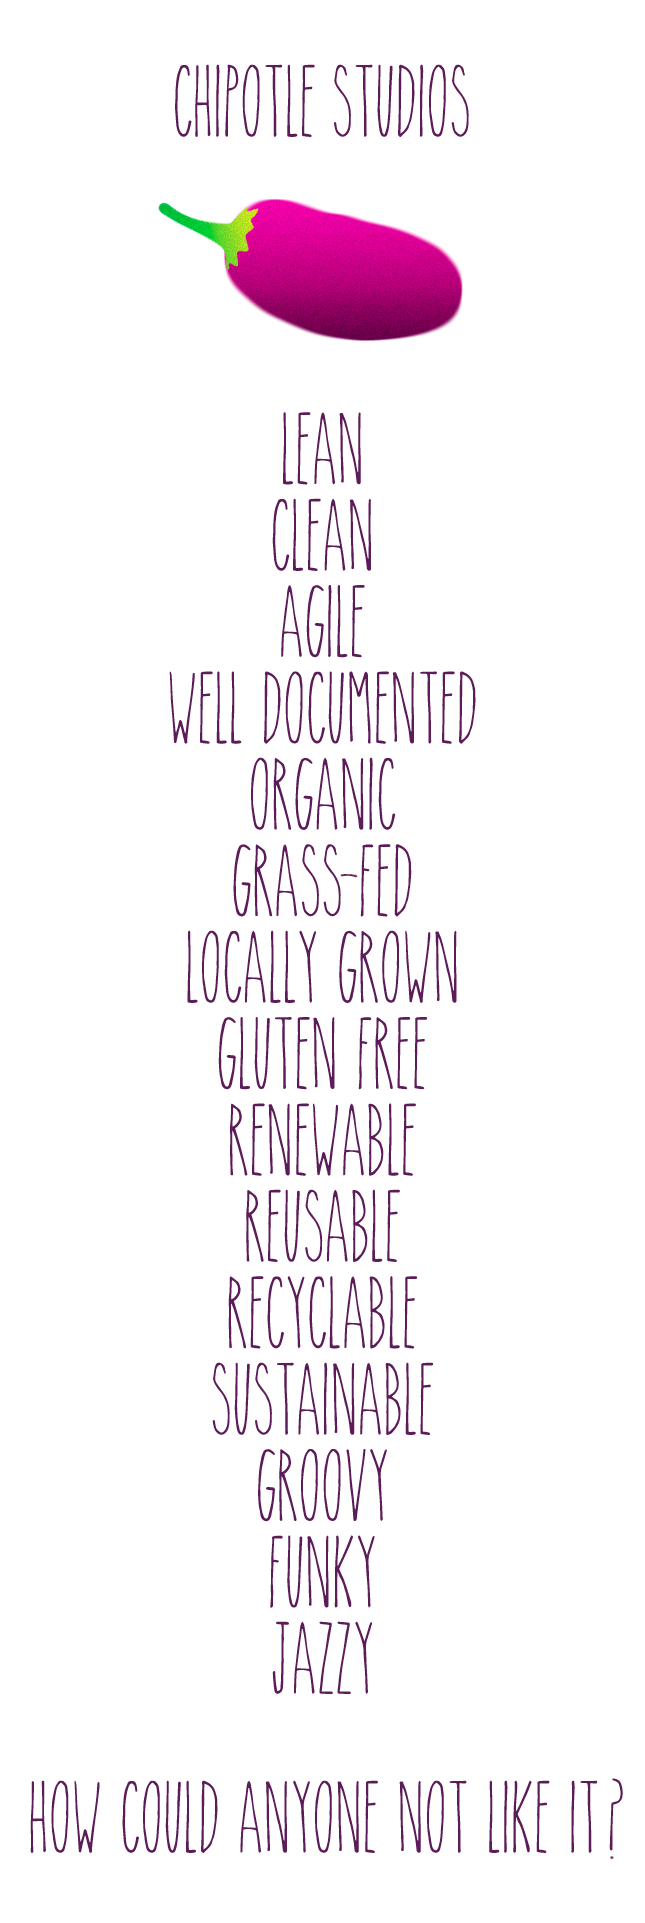 CHIPOTLE STUDIOS
LEAN
CLEAN
AGILE
WELL DOCUMENTED
ORGANIC
GRASS-FED
LOCALLY GROWN
GLUTEN FREE
RENEWABLE
REUSABLE
RECYCLABLE
SUSTAINABLE
GROOVY
FUNKY
JAZZY
HOW COULD ANYONE NOT LIKE IT?